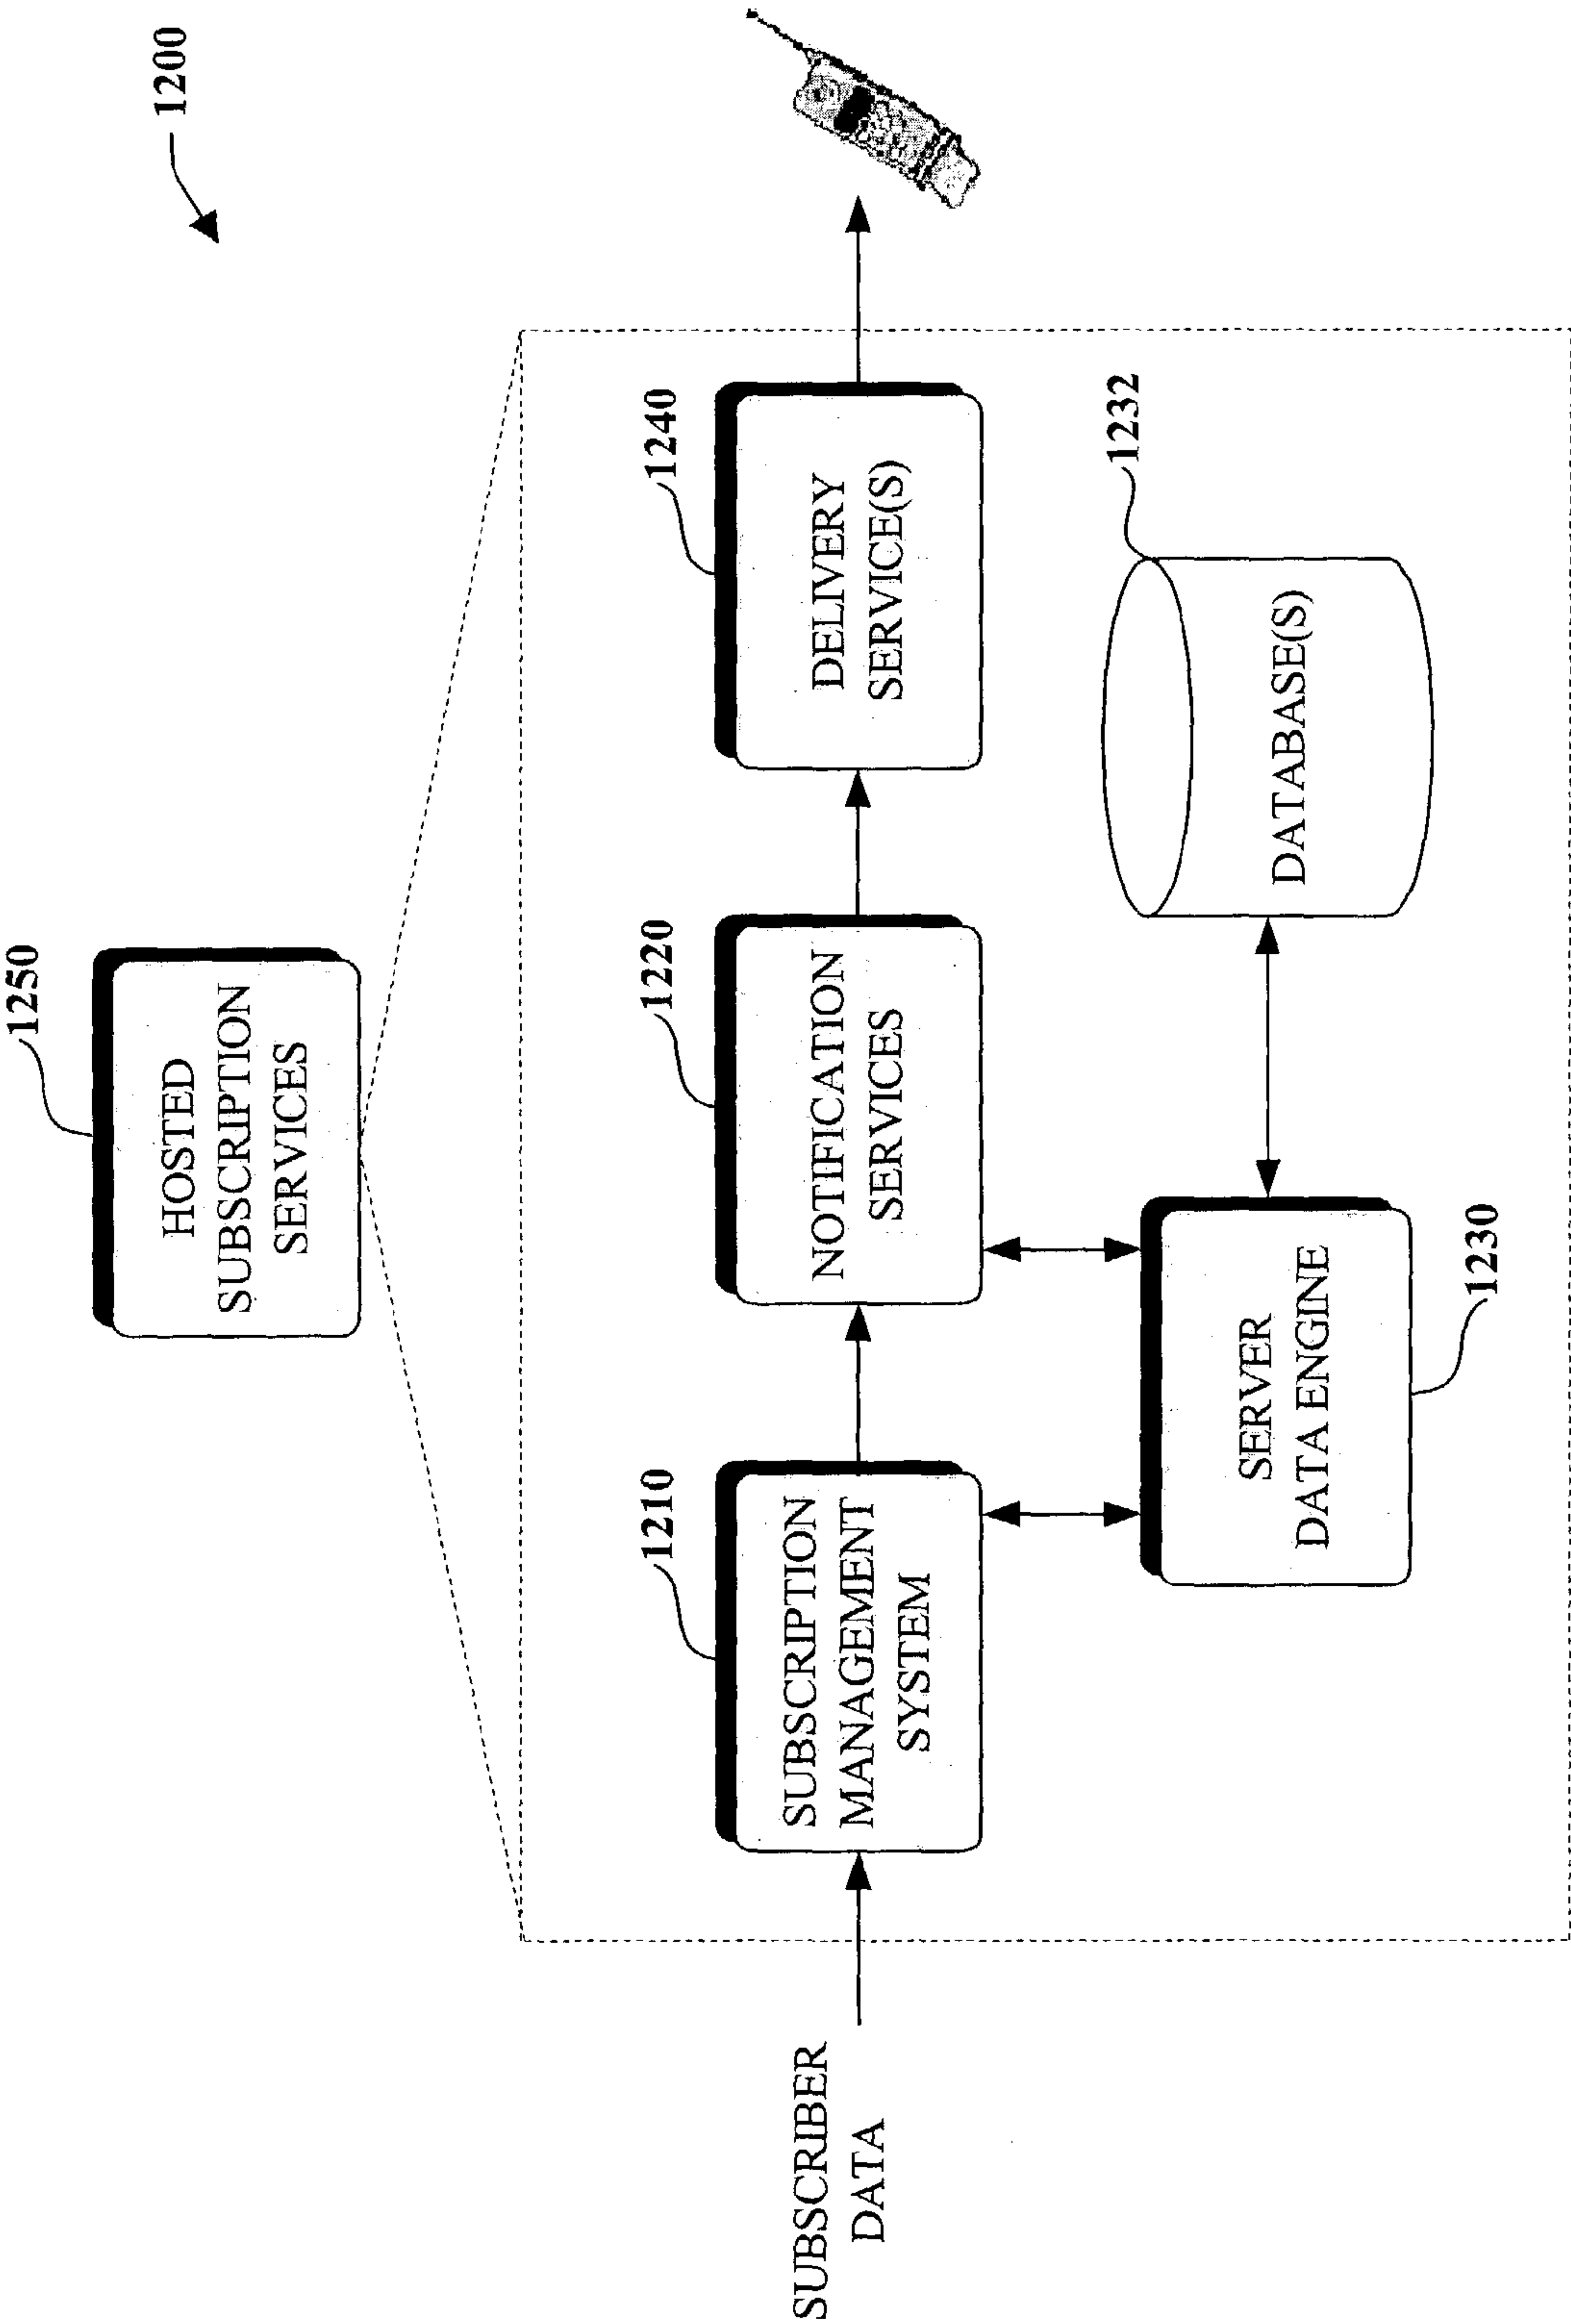 1200
1250
HOSTED
SUBSCRIPTION
SERVICES
1210
SUBSCRIPTION
MANAGEMENT
SYSTEM
1220
NOTIFICATION
SERVICES
1240
DELIVERY
SERVICE(S)
SUBSCRIBER
DATA
SERVER
DATA ENGINE
1230
1232
DATABASE(S)